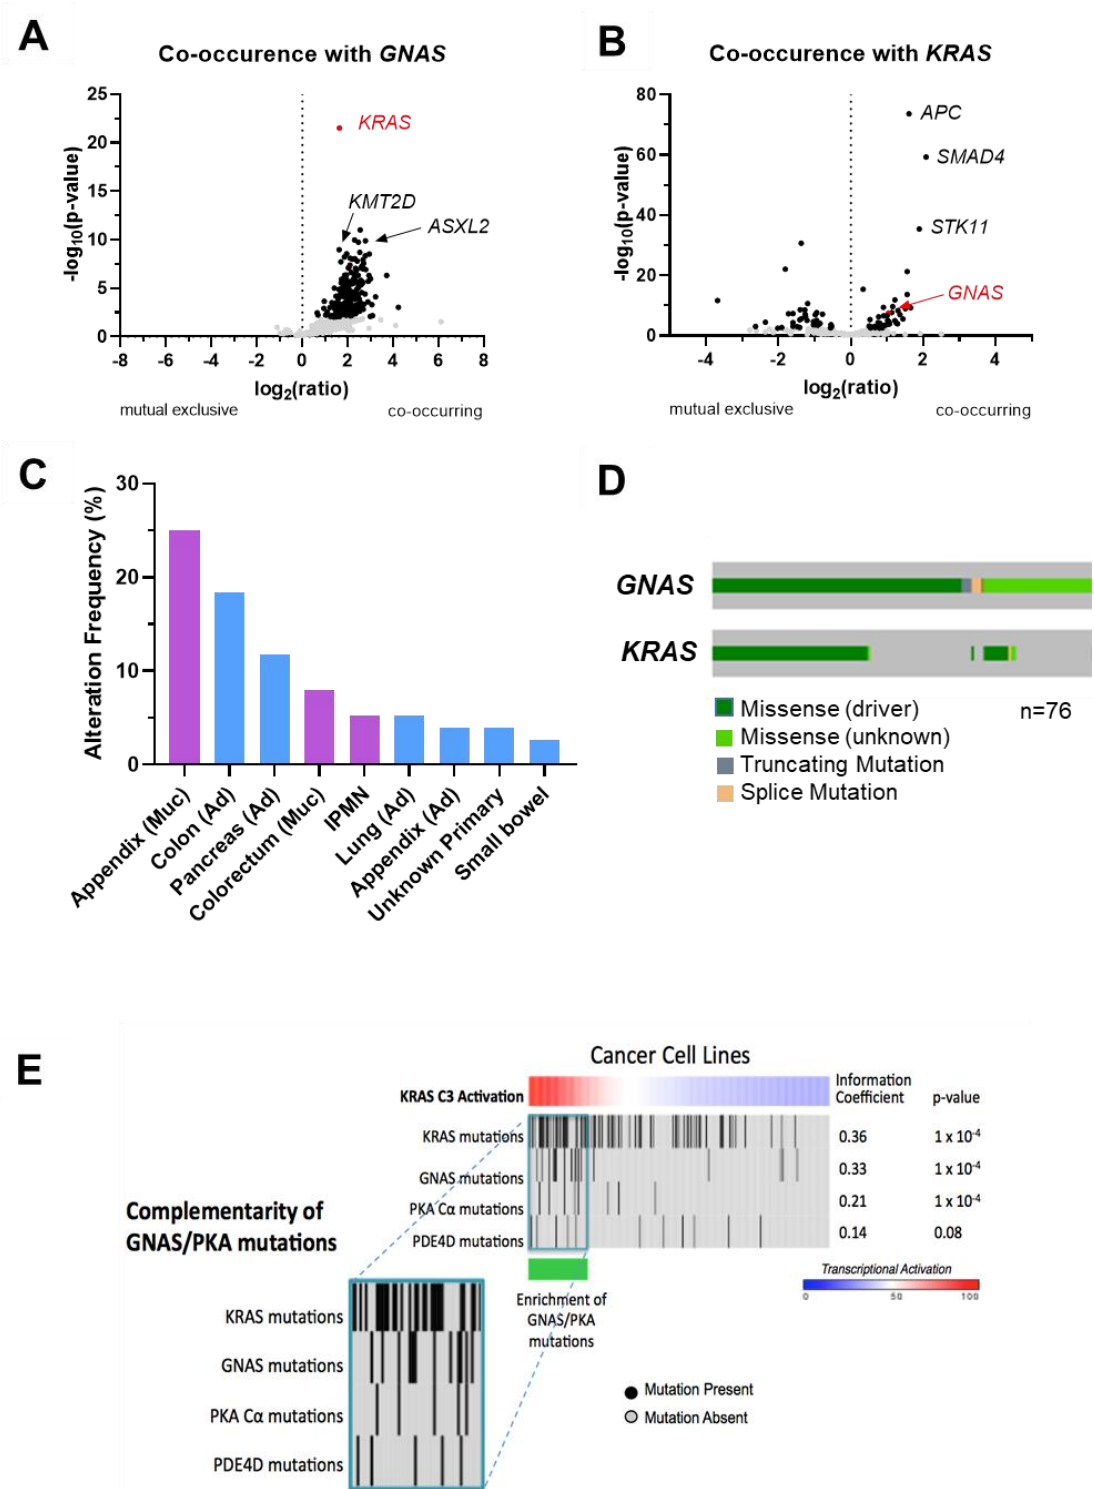 A
Co-occurence with GNAS
-log10(p-value)
25
20
15
10
5
0
KRAS
KMT2D
ASXL2
-8 -6 -4 -2 0 2 4 6 8
log2(ratio)
mutual exclusive
co-occurring
B
Co-occurence with KRAS
-log10(p-value)
80
60
40
20
0
APC
SMAD4
STK11
GNAS
-4 -2 0 2 4
log2(ratio)
mutual exclusive
co-occurring
C
Alteration Frequency (%)
30
20
10
0
Appendix (Muc)
Colon (Ad)
Pancreas (Ad)
Colorectum (Muc)
IPMN
Lung (Ad)
Appendix (Ad)
Unknown Primary
Small bowel
D
GNAS
KRAS
Missense (driver)
Missense (unknown)
Truncating Mutation
Splice Mutation
n=76
E
Cancer Cell Lines
KRAS C3 Activation
Information
Coefficient
p-value
KRAS mutations 0.36 1 x 10-4
GNAS mutations 0.33 1 x 10-4
PKA Cα mutations 0.21 1 x 10-4
PDE4D mutations 0.14 0.08
Complementarity of
GNAS/PKA mutations
Enrichment of
GNAS/PKA
mutations
Transcriptional Activation
0 50 100
KRAS mutations
GNAS mutations
PKA Cα mutations
PDE4D mutations
Mutation Present
Mutation Absent